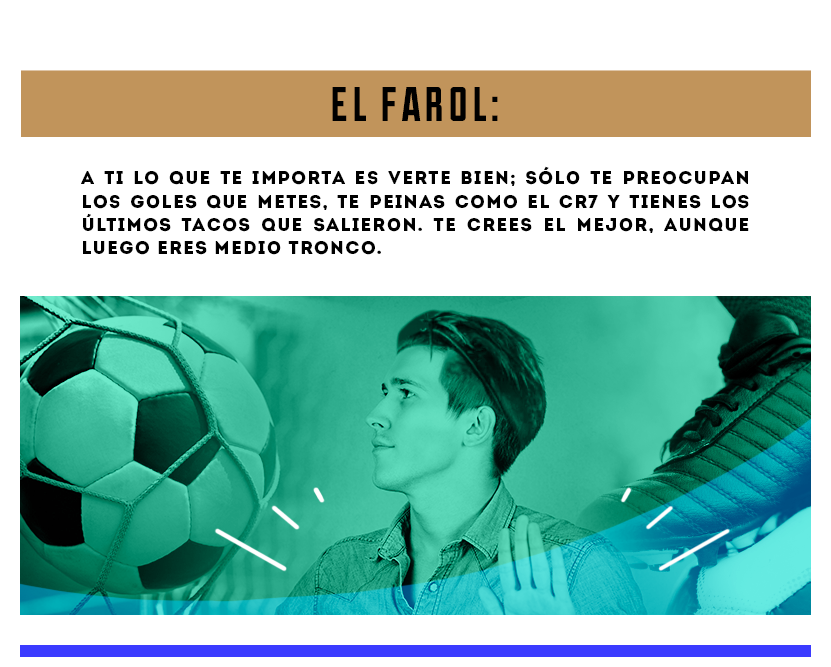 EL FAROL:
A TI LO QUE TE IMPORTA ES VERTE BIEN; SÓLO TE PREOCUPAN
LOS GOLES QUE METES, TE PEINAS COMO EL CR7 Y TIENES LOS
ÚLTIMOS TACOS QUE SALIERON. TE CREES EL MEJOR, AUNQUE
LUEGO ERES MEDIO TRONCO.